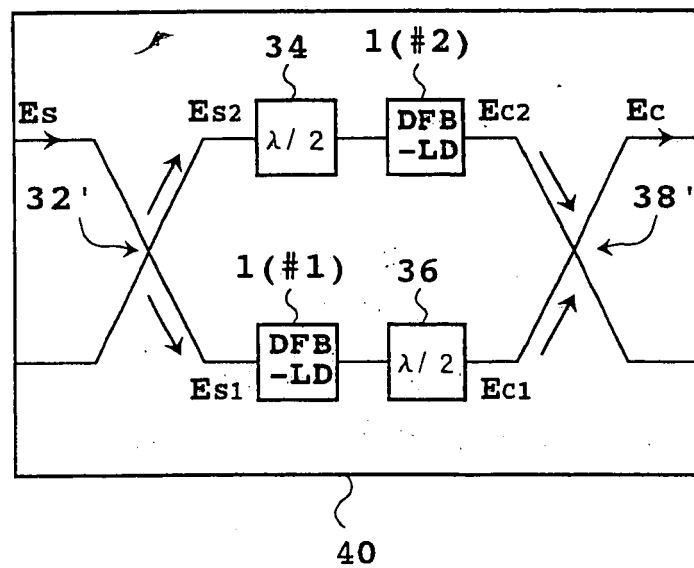 34 1(#2)
Es Es2 λ/2 DFB
-LD Ec2 Ec
32' 38'
1(#1) 36
DFB
-LD λ/2
Es1 Ec1
40